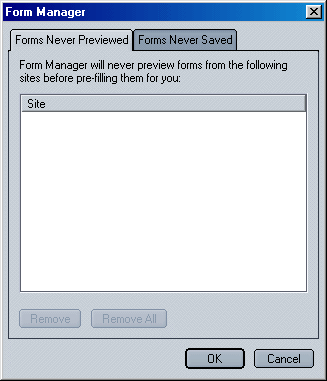 Form Manager
Forms Never Previewed Forms Never Saved
Form Manager will never preview forms from the following
sites before pre-filling them for you:
Site
Remove Remove All
OK Cancel